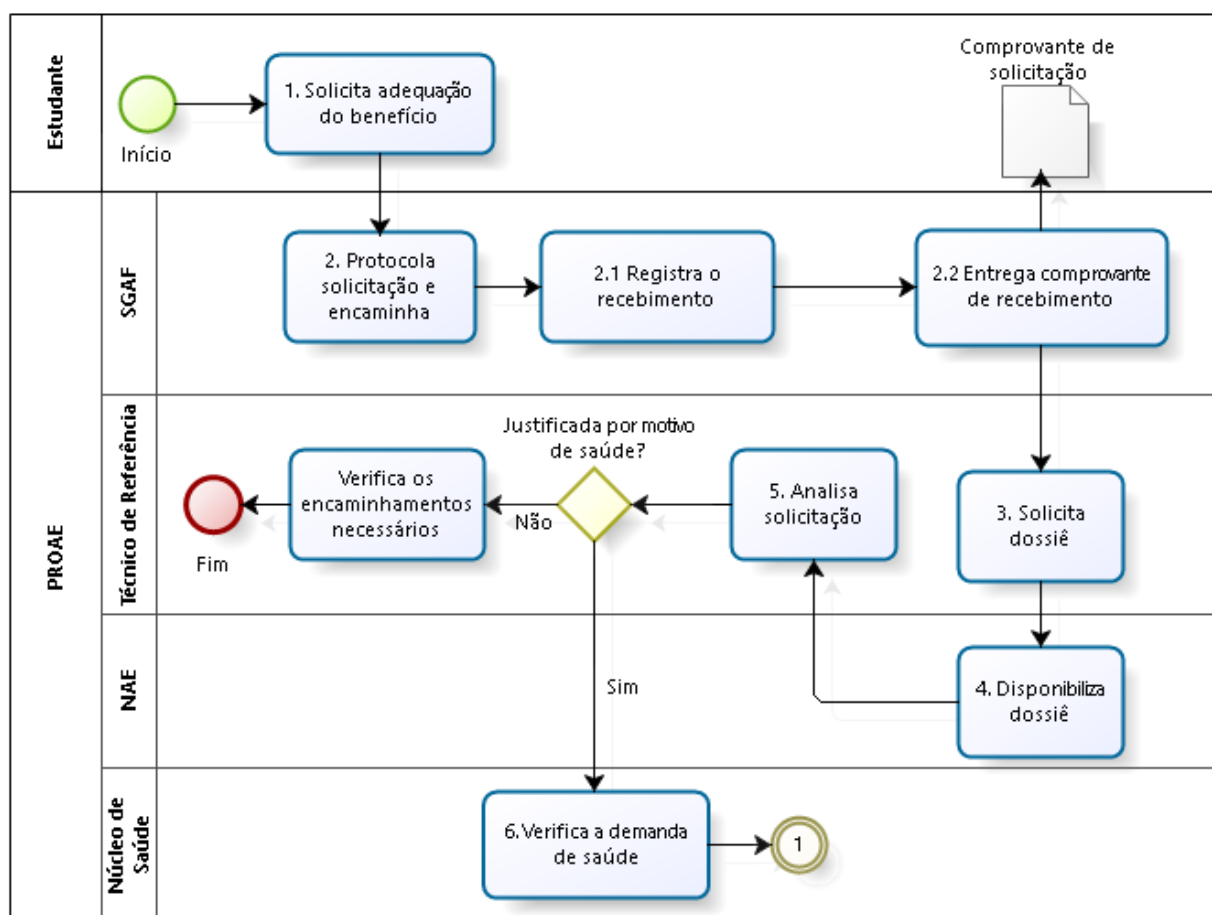 Estudante
Início
1. Solicita adequação
do benefício
Comprovante de
solicitação
PROAE
SGAF
2. Protocola
solicitação e
encaminha
2.1 Registra o
recebimento
2.2 Entrega comprovante
de recebimento
Técnico de Referência
Fim
Verifica os
encaminhamentos
necessários
Não
Justificada por motivo
de saúde?
5. Analisa
solicitação
3. Solicita
dossiê
NAE
Sim
4. Disponibiliza
dossiê
Núcleo de
Saúde
6. Verifica a demanda
de saúde
1